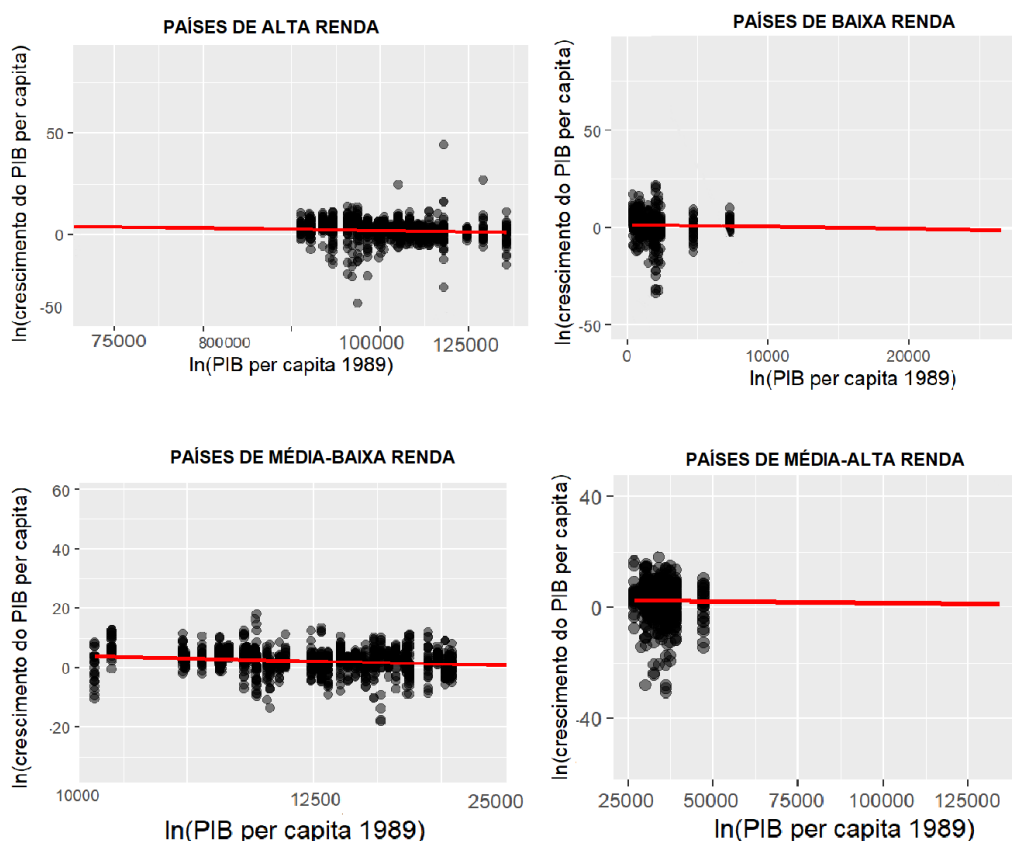 PAÍSES DE ALTA RENDA
ln(crescimento do PIB per capita)
50
0
-50
75000 800000 100000 125000
ln(PIB per capita 1989)
PAÍSES DE BAIXA RENDA
ln(crescimento do PIB per capita)
50
0
-50
0 10000 20000
ln(PIB per capita 1989)
PAÍSES DE MÉDIA-BAIXA RENDA
ln(crescimento do PIB per capita)
60
40
20
0
-20
10000 12500 25000
ln(PIB per capita 1989)
PAÍSES DE MÉDIA-ALTA RENDA
ln(crescimento do PIB per capita)
40
0
-40
25000 50000 75000 100000 125000
ln(PIB per capita 1989)